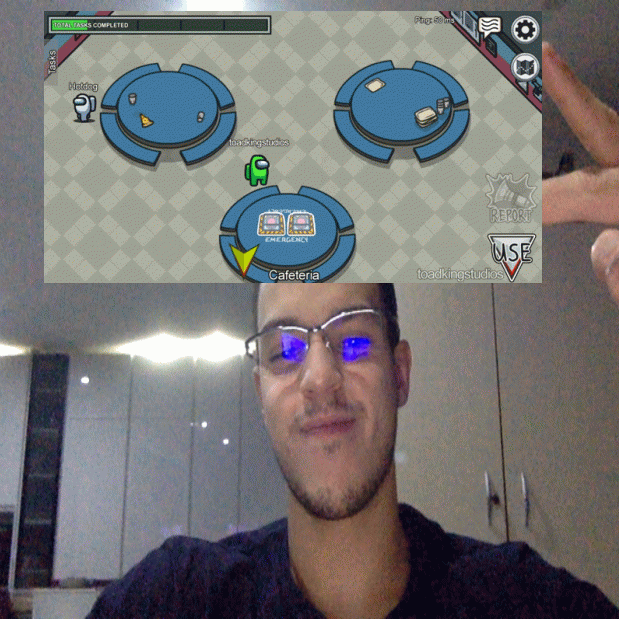 TOTAL TASKS COMPLETED
Ping: 50 ms
Tasks
Hotdog
toadkingstudios
EMERGENCY
REPORT
USE
Cafeteria
toadkingstudios